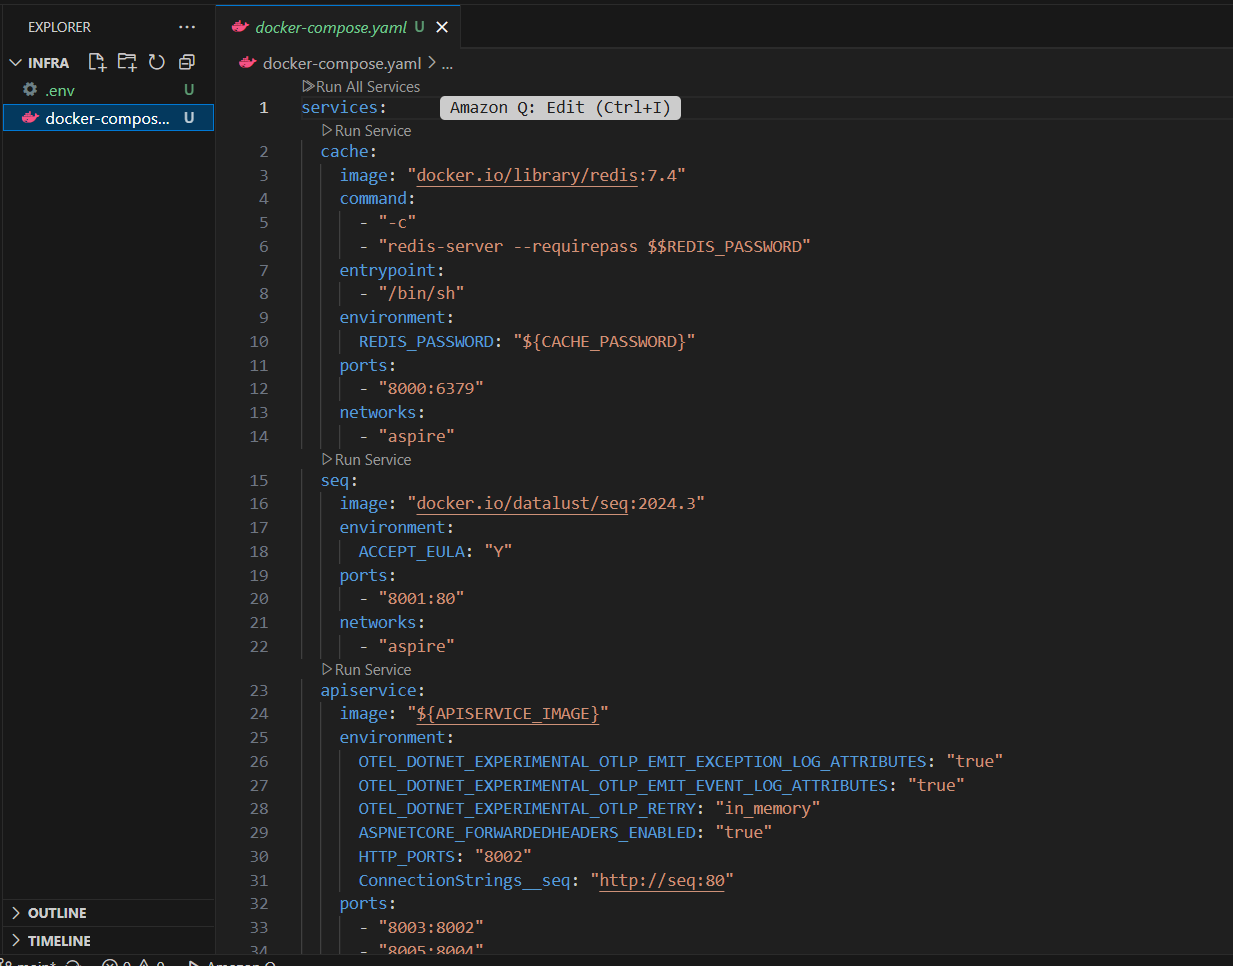 EXPLORER
INFRA
.env U
docker-compos... U
OUTLINE
TIMELINE
docker-compose.yaml U
docker-compose.yaml > ...
Run All Services
1 services:
Amazon Q: Edit (Ctrl+I)
Run Service
2 cache:
3 image: "docker.io/library/redis:7.4"
4 command:
5 - "-c"
6 - "redis-server --requirepass $$REDIS_PASSWORD"
7 entrypoint:
8 - "/bin/sh"
9 environment:
10 REDIS_PASSWORD: "${CACHE_PASSWORD}"
11 ports:
12 - "8000:6379"
13 networks:
14 - "aspire"
Run Service
15 seq:
16 image: "docker.io/datalust/seq:2024.3"
17 environment:
18 ACCEPT_EULA: "Y"
19 ports:
20 - "8001:80"
21 networks:
22 - "aspire"
Run Service
23 apiservice:
24 image: "${APISERVICE_IMAGE}"
25 environment:
26 OTEL_DOTNET_EXPERIMENTAL_OTLP_EMIT_EXCEPTION_LOG_ATTRIBUTES: "true"
27 OTEL_DOTNET_EXPERIMENTAL_OTLP_EMIT_EVENT_LOG_ATTRIBUTES: "true"
28 OTEL_DOTNET_EXPERIMENTAL_OTLP_RETRY: "in_memory"
29 ASPNETCORE_FORWARDEDHEADERS_ENABLED: "true"
30 HTTP_PORTS: "8002"
31 ConnectionStrings__seq: "http://seq:80"
32 ports:
33 - "8003:8002"
34 - "8005:8004"
0 0 Amazon Q